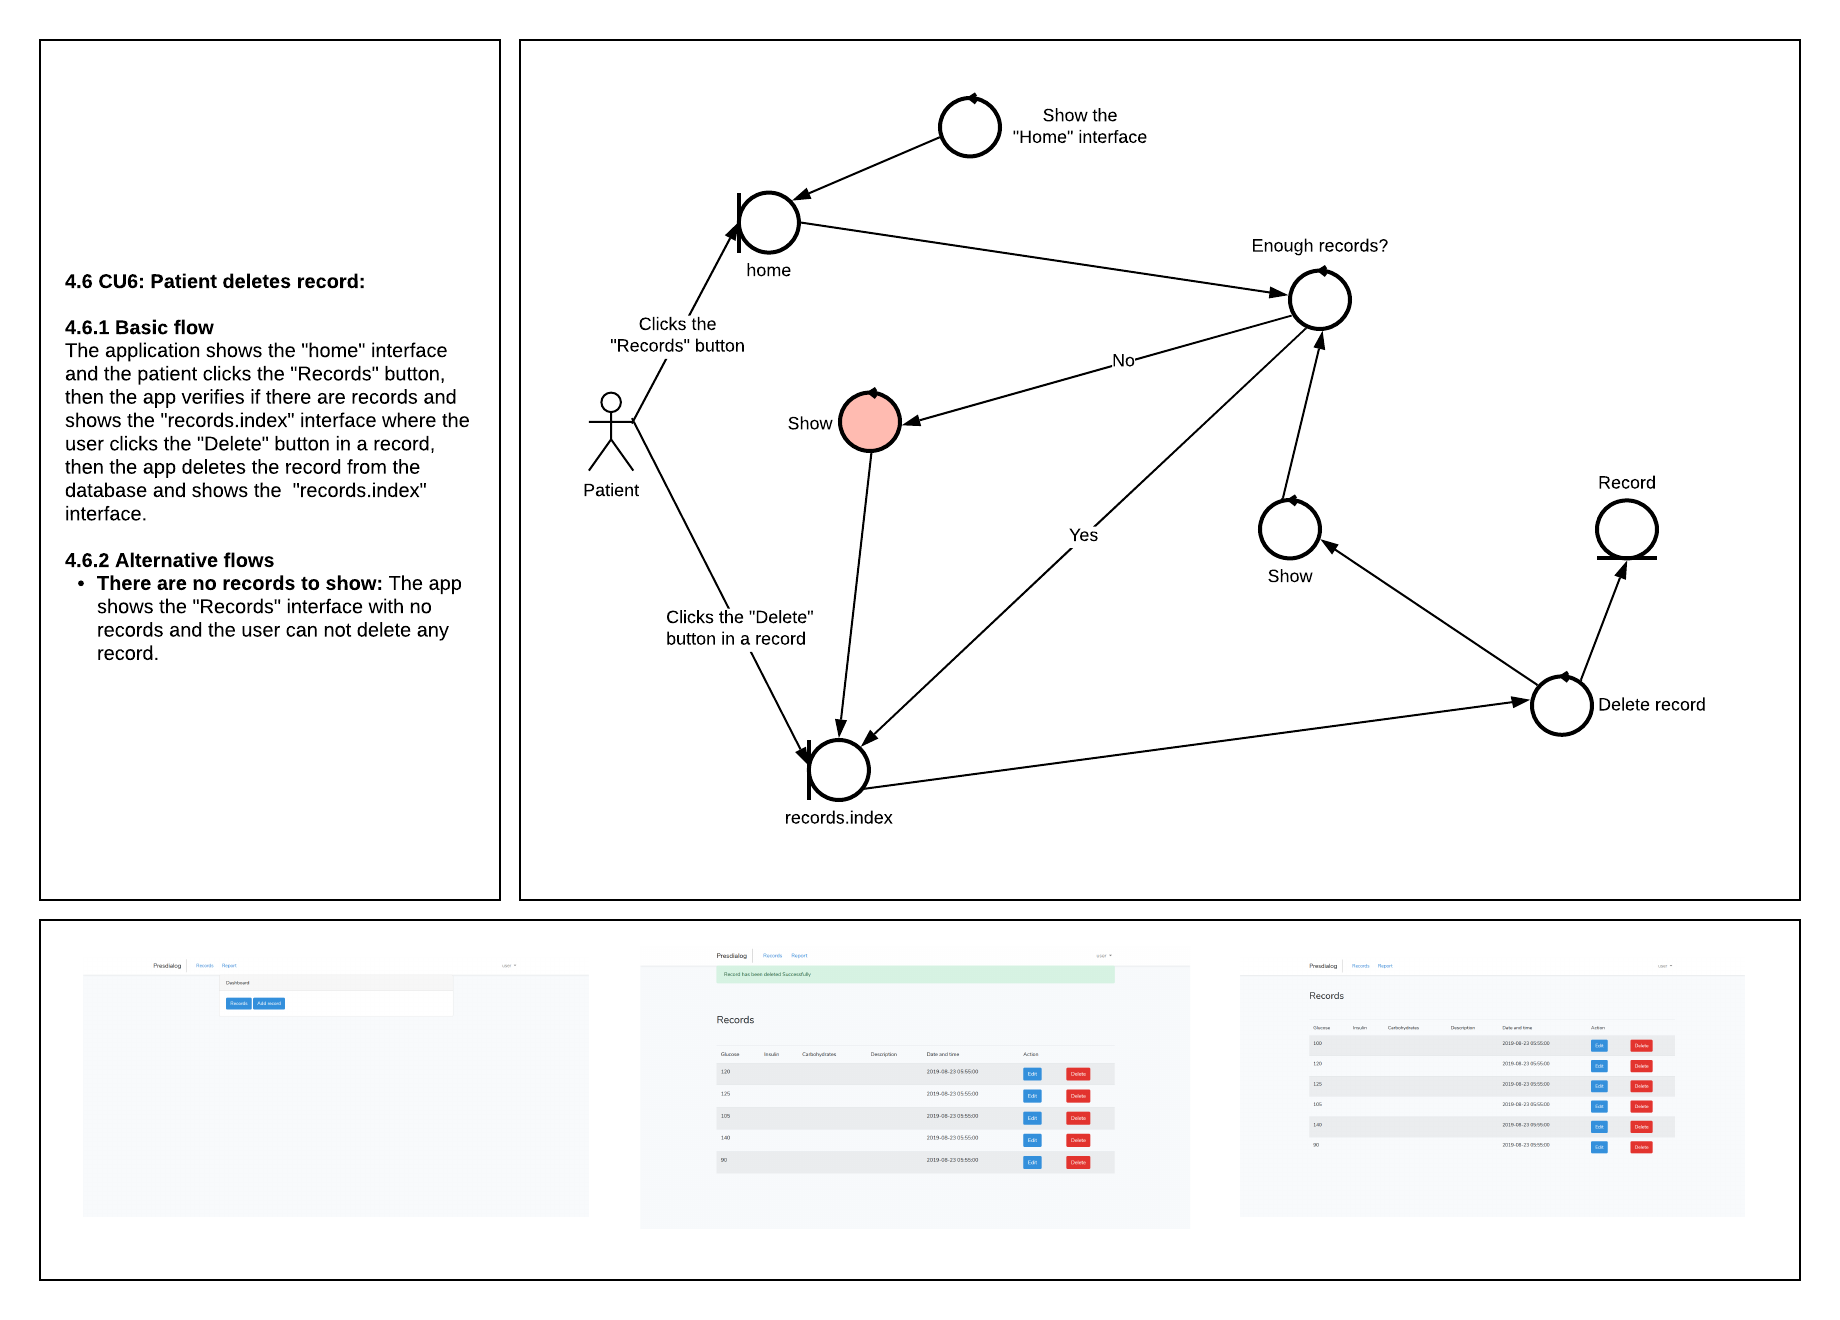 4.6 CU6: Patient deletes record:
4.6.1 Basic flow
The application shows the "home" interface
and the patient clicks the "Records" button,
then the app verifies if there are records and
shows the "records.index" interface where the
user clicks the "Delete" button in a record,
then the app deletes the record from the
database and shows the "records.index"
interface.
4.6.2 Alternative flows
• There are no records to show: The app
shows the "Records" interface with no
records and the user can not delete any
record.
Show the
"Home" interface
home
Enough records?
Clicks the
"Records" button
No
Show
Patient
Record
Yes
Show
Clicks the "Delete"
button in a record
Delete record
records.index
Presdialog Records Report user
Dashboard
Records Add record
Presdialog Records Report user
Record has been deleted Successfully
Records
Glucose Insulin Carbohydrates Description Date and time Action
120 2019-08-23 05:55:00 Edit Delete
125 2019-08-23 05:55:00 Edit Delete
105 2019-08-23 05:55:00 Edit Delete
140 2019-08-23 05:55:00 Edit Delete
90 2019-08-23 05:55:00 Edit Delete
Presdialog Records Report user
Records
Glucose Insulin Carbohydrates Description Date and time Action
100 2019-08-23 05:55:00 Edit Delete
120 2019-08-23 05:55:00 Edit Delete
125 2019-08-23 05:55:00 Edit Delete
105 2019-08-23 05:55:00 Edit Delete
140 2019-08-23 05:55:00 Edit Delete
90 2019-08-23 05:55:00 Edit Delete